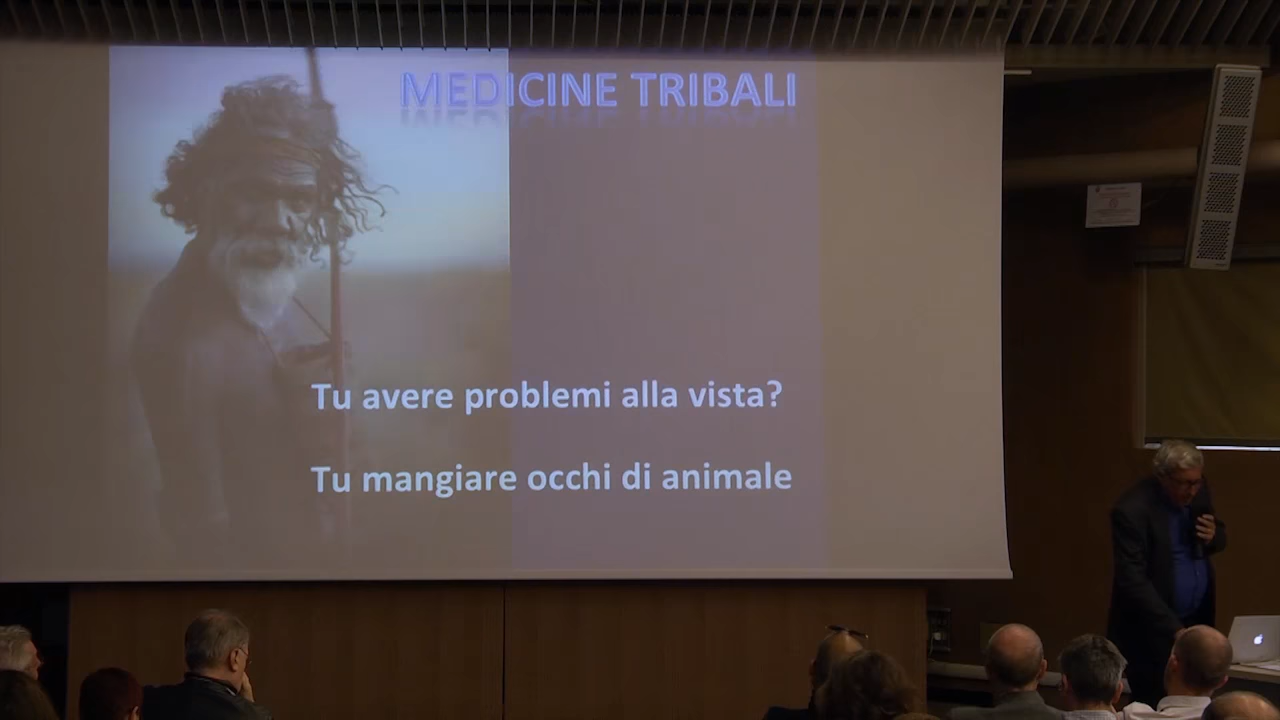 MEDICINE TRIBALI
Tu avere problemi alla vista?
Tu mangiare occhi di animale